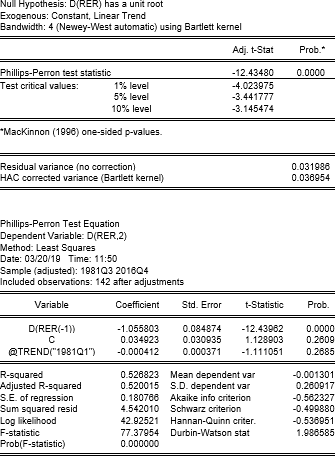 Null Hypothesis: D(RER) has a unit root
Exogenous: Constant, Linear Trend
Bandwidth: 4 (Newey-West automatic) using Bartlett kernel
Adj. t-Stat Prob.*
Phillips-Perron test statistic -12.43480 0.0000
Test critical values: 1% level -4.023975
5% level -3.441777
10% level -3.145474
*MacKinnon (1996) one-sided p-values.
Residual variance (no correction) 0.031986
HAC corrected variance (Bartlett kernel) 0.036954
Phillips-Perron Test Equation
Dependent Variable: D(RER,2)
Method: Least Squares
Date: 03/20/19 Time: 11:50
Sample (adjusted): 1981Q3 2016Q4
Included observations: 142 after adjustments
Variable Coefficient Std. Error t-Statistic Prob.
D(RER(-1)) -1.055803 0.084874 -12.43962 0.0000
C 0.034923 0.030935 1.128903 0.2609
@TREND("1981Q1") -0.000412 0.000371 -1.111051 0.2685
R-squared 0.526823 Mean dependent var -0.001301
Adjusted R-squared 0.520015 S.D. dependent var 0.260917
S.E. of regression 0.180766 Akaike info criterion -0.562327
Sum squared resid 4.542010 Schwarz criterion -0.499880
Log likelihood 42.92521 Hannan-Quinn criter. -0.536951
F-statistic 77.37954 Durbin-Watson stat 1.986585
Prob(F-statistic) 0.000000